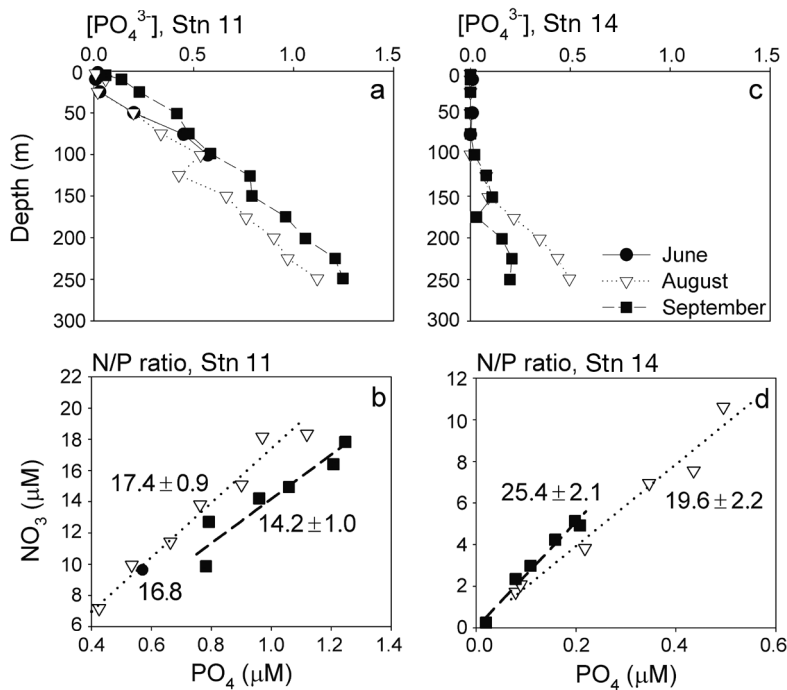 [PO₄³⁻], Stn 11
0.0 0.5 1.0 1.5
a
0
50
100
150
200
250
300
Depth (m)
[PO₄³⁻], Stn 14
0.0 0.5 1.0 1.5
c
0
50
100
150
200
250
300
June
August
September
N/P ratio, Stn 11
b
22
20
18
16
14
12
10
8
6
NO₃ (μM)
17.4±0.9
14.2±1.0
16.8
0.4 0.6 0.8 1.0 1.2 1.4
PO₄ (μM)
N/P ratio, Stn 14
d
12
10
8
6
4
2
0
25.4±2.1
19.6±2.2
0.0 0.2 0.4 0.6
PO₄ (μM)